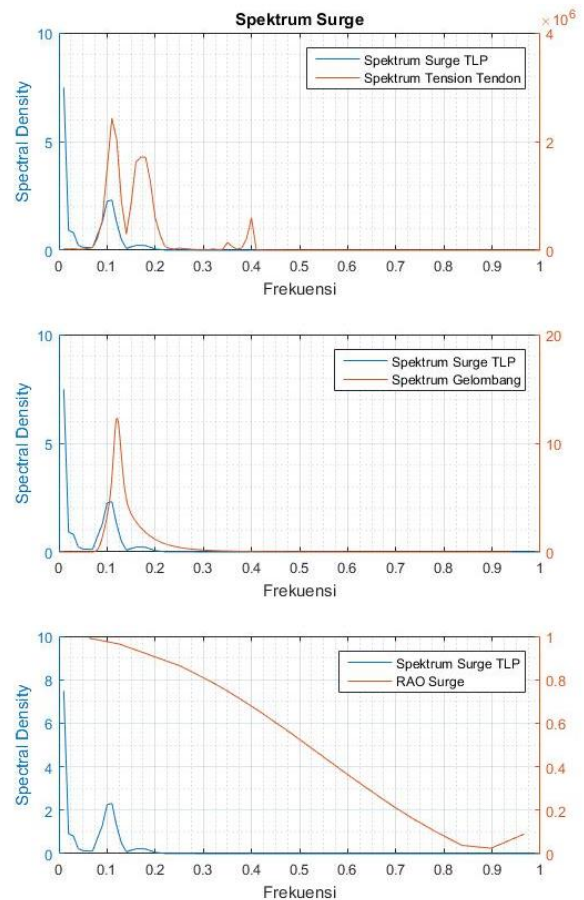 Spektrum Surge
× 10⁶
10
5
0
4
2
0
Spectral Density
Spektrum Surge TLP
Spektrum Tension Tendon
0 0.1 0.2 0.3 0.4 0.5 0.6 0.7 0.8 0.9 1
Frekuensi
10
5
0
20
10
0
Spectral Density
Spektrum Surge TLP
Spektrum Gelombang
0 0.1 0.2 0.3 0.4 0.5 0.6 0.7 0.8 0.9 1
Frekuensi
10
8
6
4
2
0
1
0.8
0.6
0.4
0.2
0
Spectral Density
Spektrum Surge TLP
RAO Surge
0 0.1 0.2 0.3 0.4 0.5 0.6 0.7 0.8 0.9 1
Frekuensi